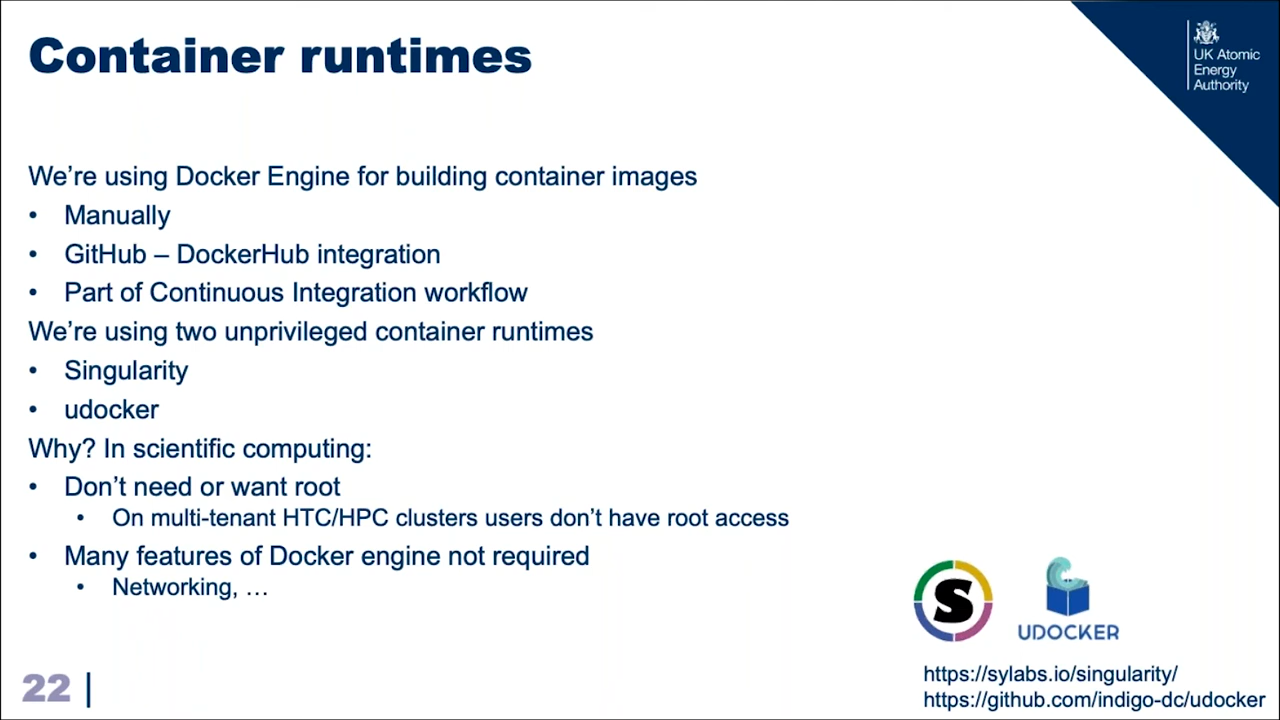 Container runtimes
UK Atomic
Energy
Authority
We’re using Docker Engine for building container images
• Manually
• GitHub – DockerHub integration
• Part of Continuous Integration workflow
We’re using two unprivileged container runtimes
• Singularity
• udocker
Why? In scientific computing:
• Don’t need or want root
• On multi-tenant HTC/HPC clusters users don’t have root access
• Many features of Docker engine not required
• Networking, …
S
UDOCKER
https://sylabs.io/singularity/
https://github.com/indigo-dc/udocker
22 |